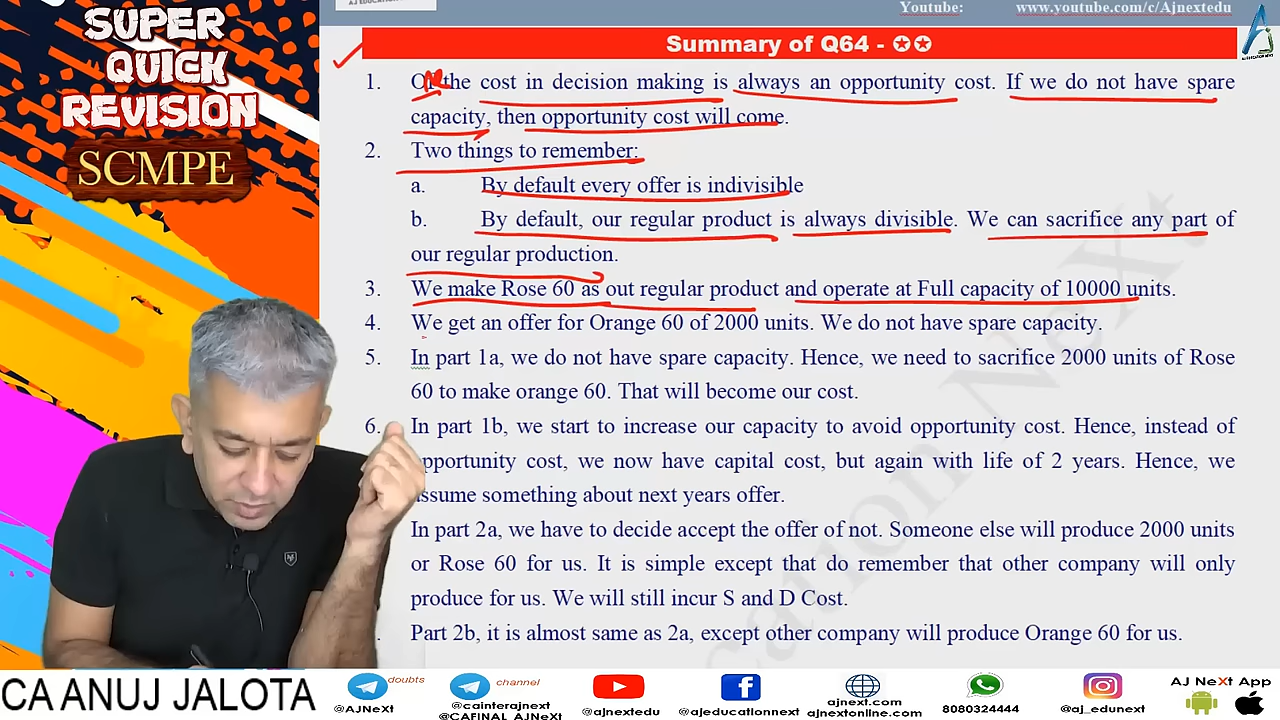 SUPER
QUICK
REVISION
SCMPE
AJ EDUCATION
Youtube: www.youtube.com/c/Ajnextedu
Summary of Q64 - ✪✪
1. the cost in decision making is always an opportunity cost. If we do not have spare
capacity, then opportunity cost will come.
2. Two things to remember:
a. By default every offer is indivisible
b. By default, our regular product is always divisible. We can sacrifice any part of
our regular production.
3. We make Rose 60 as out regular product and operate at Full capacity of 10000 units.
4. We get an offer for Orange 60 of 2000 units. We do not have spare capacity.
5. In part 1a, we do not have spare capacity. Hence, we need to sacrifice 2000 units of Rose
60 to make orange 60. That will become our cost.
6. In part 1b, we start to increase our capacity to avoid opportunity cost. Hence, instead of
pportunity cost, we now have capital cost, but again with life of 2 years. Hence, we
ssume something about next years offer.
In part 2a, we have to decide accept the offer of not. Someone else will produce 2000 units
or Rose 60 for us. It is simple except that do remember that other company will only
produce for us. We will still incur S and D Cost.
Part 2b, it is almost same as 2a, except other company will produce Orange 60 for us.
CA ANUJ JALOTA
doubts
@AJNeXt
channel
@cainterajnext
@CAFINAL_AJNeXt
@ajnextedu
@ajeducationnext
ajnext.com
ajnextonline.com
8080324444
@aj_edunext
AJ NeXt App